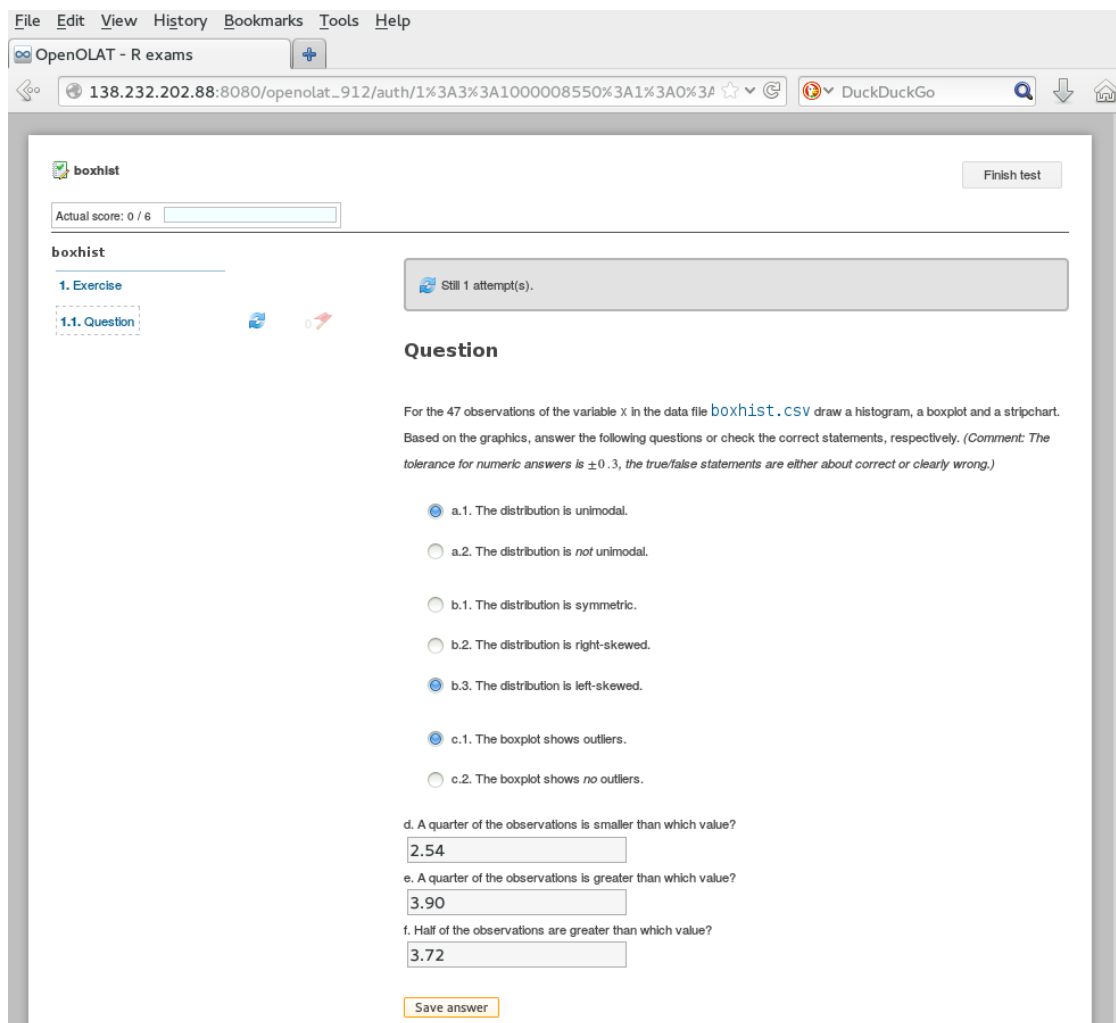 File Edit View History Bookmarks Tools Help
OpenOLAT - R exams
138.232.202.88:8080/openolat_912/auth/1%3A3%3A1000008550%3A1%3A0%3A DuckDuckGo
boxhist
Finish test
Actual score: 0 / 6
boxhist
1. Exercise
Still 1 attempt(s).
1.1. Question
0
Question
For the 47 observations of the variable X in the data file boxhist.csv draw a histogram, a boxplot and a stripchart.
Based on the graphics, answer the following questions or check the correct statements, respectively. (Comment: The
tolerance for numeric answers is ±0.3, the true/false statements are either about correct or clearly wrong.)
a.1. The distribution is unimodal.
a.2. The distribution is not unimodal.
b.1. The distribution is symmetric.
b.2. The distribution is right-skewed.
b.3. The distribution is left-skewed.
c.1. The boxplot shows outliers.
c.2. The boxplot shows no outliers.
d. A quarter of the observations is smaller than which value?
2.54
e. A quarter of the observations is greater than which value?
3.90
f. Half of the observations are greater than which value?
3.72
Save answer